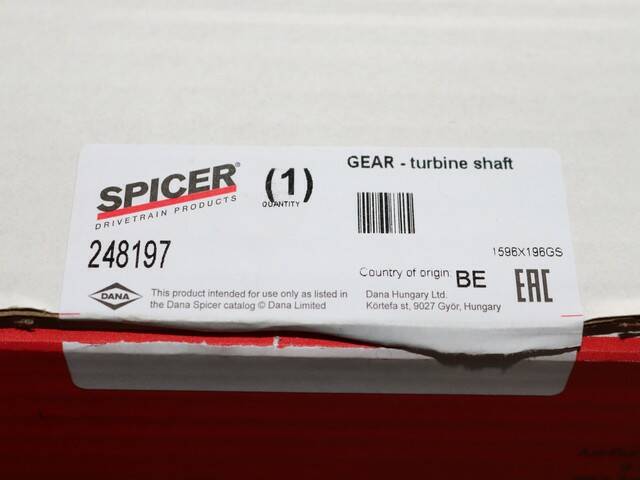 SPICER®
DRIVETRAIN PRODUCTS
(1)
QUANTITY
GEAR - turbine shaft
248197
1596X196GS
Country of origin: BE
EAC
DANA
This product intended for use only as listed in
the Dana Spicer catalog © Dana Limited
Dana Hungary Ltd.
Körtefa st, 9027 Györ, Hungary